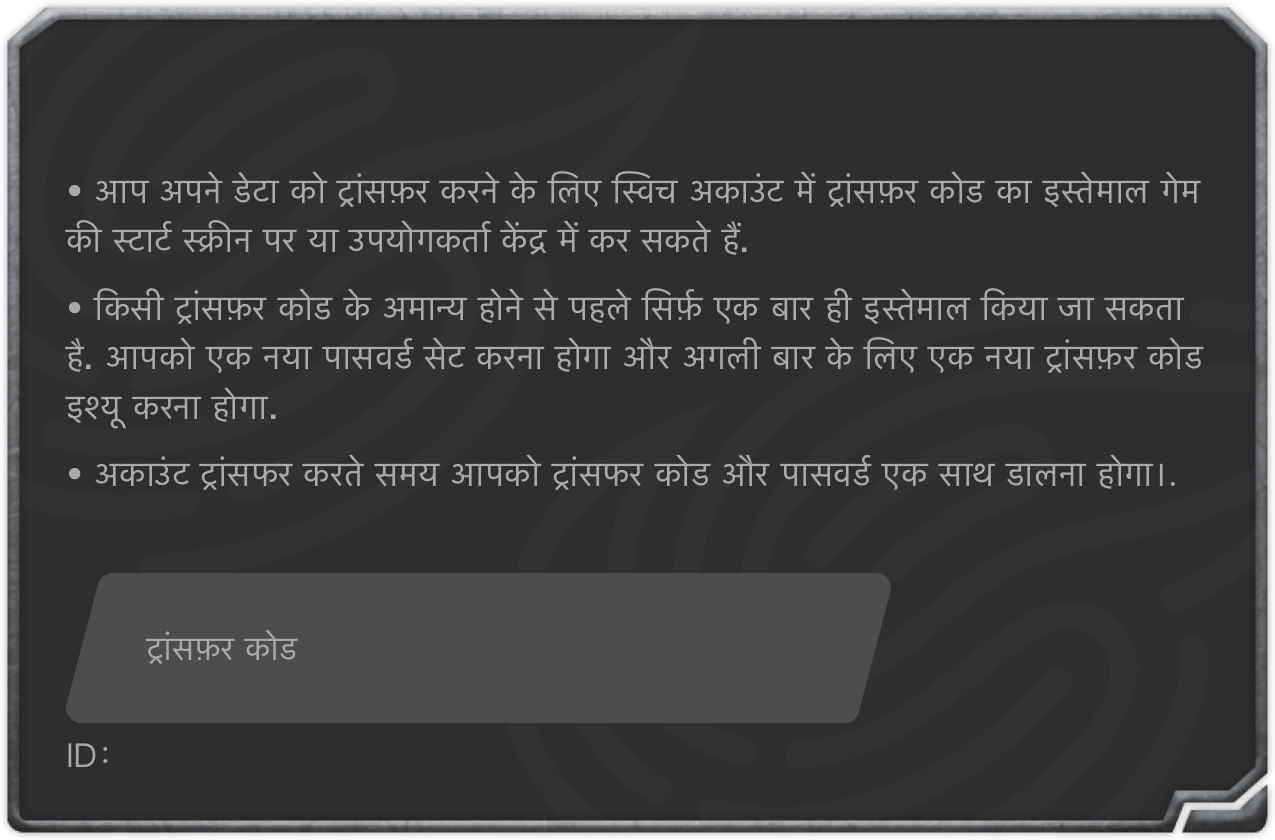 • आप अपने डेटा को ट्रांसफ़र करने के लिए स्विच अकाउंट में ट्रांसफ़र कोड का इस्तेमाल गेम
की स्टार्ट स्क्रीन पर या उपयोगकर्ता केंद्र में कर सकते हैं.
• किसी ट्रांसफ़र कोड के अमान्य होने से पहले सिर्फ़ एक बार ही इस्तेमाल किया जा सकता
है. आपको एक नया पासवर्ड सेट करना होगा और अगली बार के लिए एक नया ट्रांसफ़र कोड
इश्यू करना होगा.
• अकाउंट ट्रांसफर करते समय आपको ट्रांसफर कोड और पासवर्ड एक साथ डालना होगा।.
ट्रांसफ़र कोड
ID: